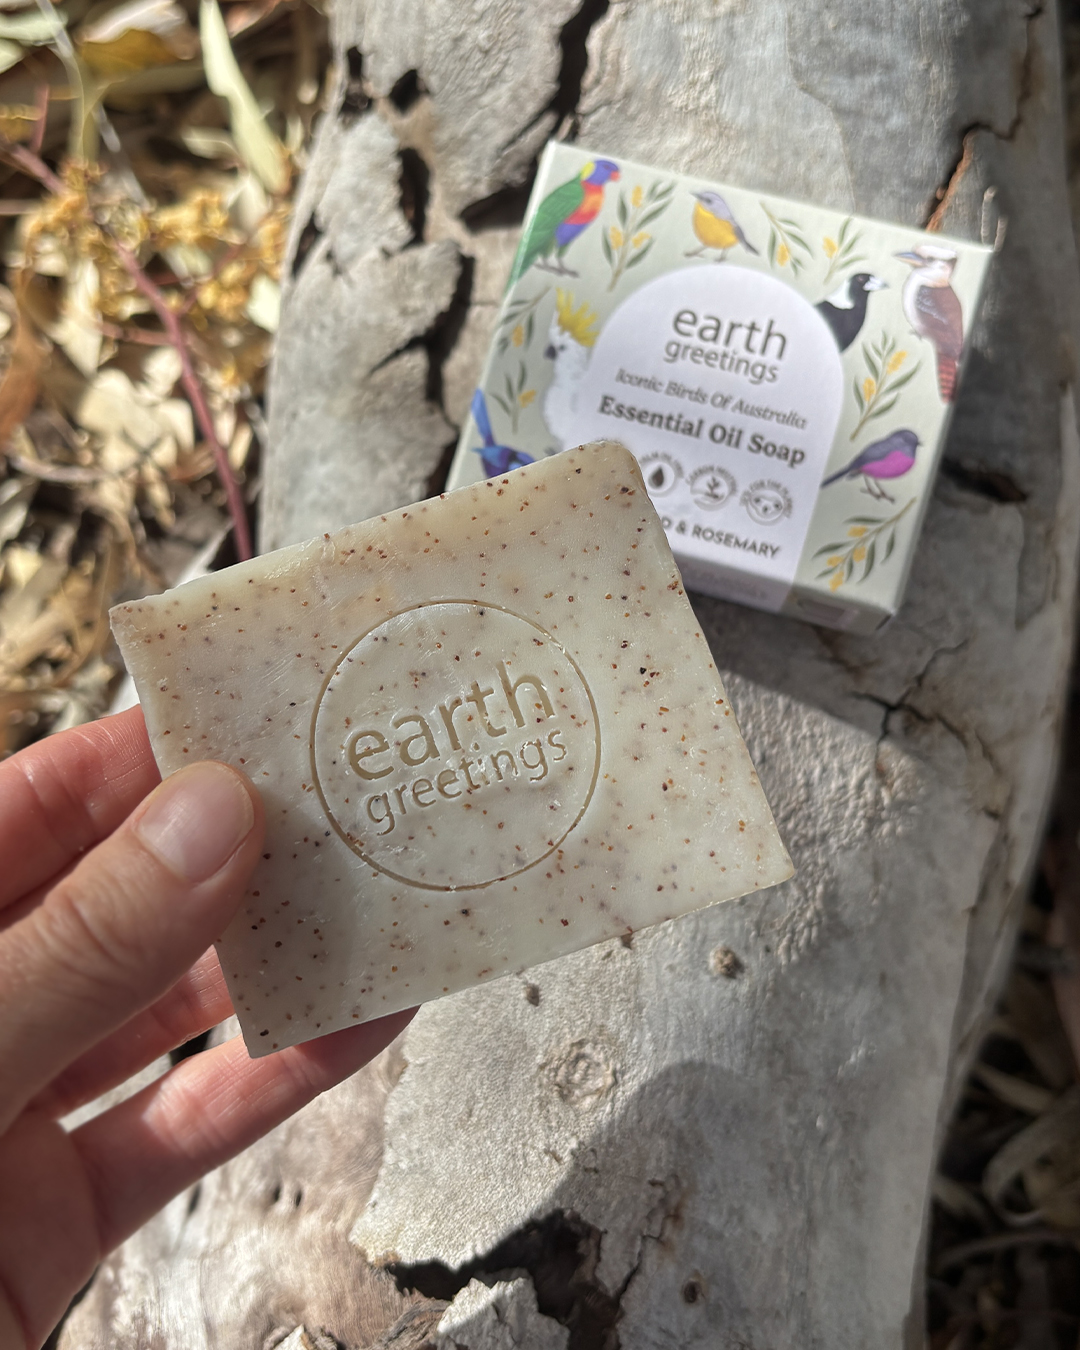 earth
greetings
Iconic Birds Of Australia
Essential Oil Soap
& ROSEMARY
earth
greetings